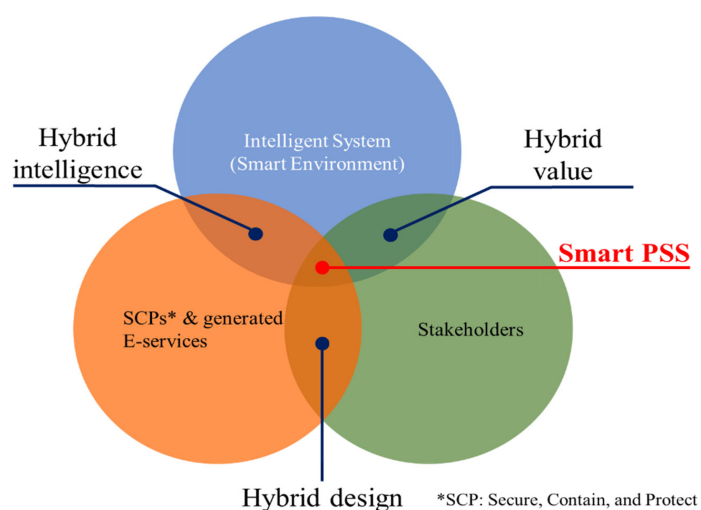 Intelligent System
(Smart Environment)
Hybrid
intelligence
Hybrid
value
Smart PSS
SCPs* & generated
E-services
Stakeholders
Hybrid design
*SCP: Secure, Contain, and Protect